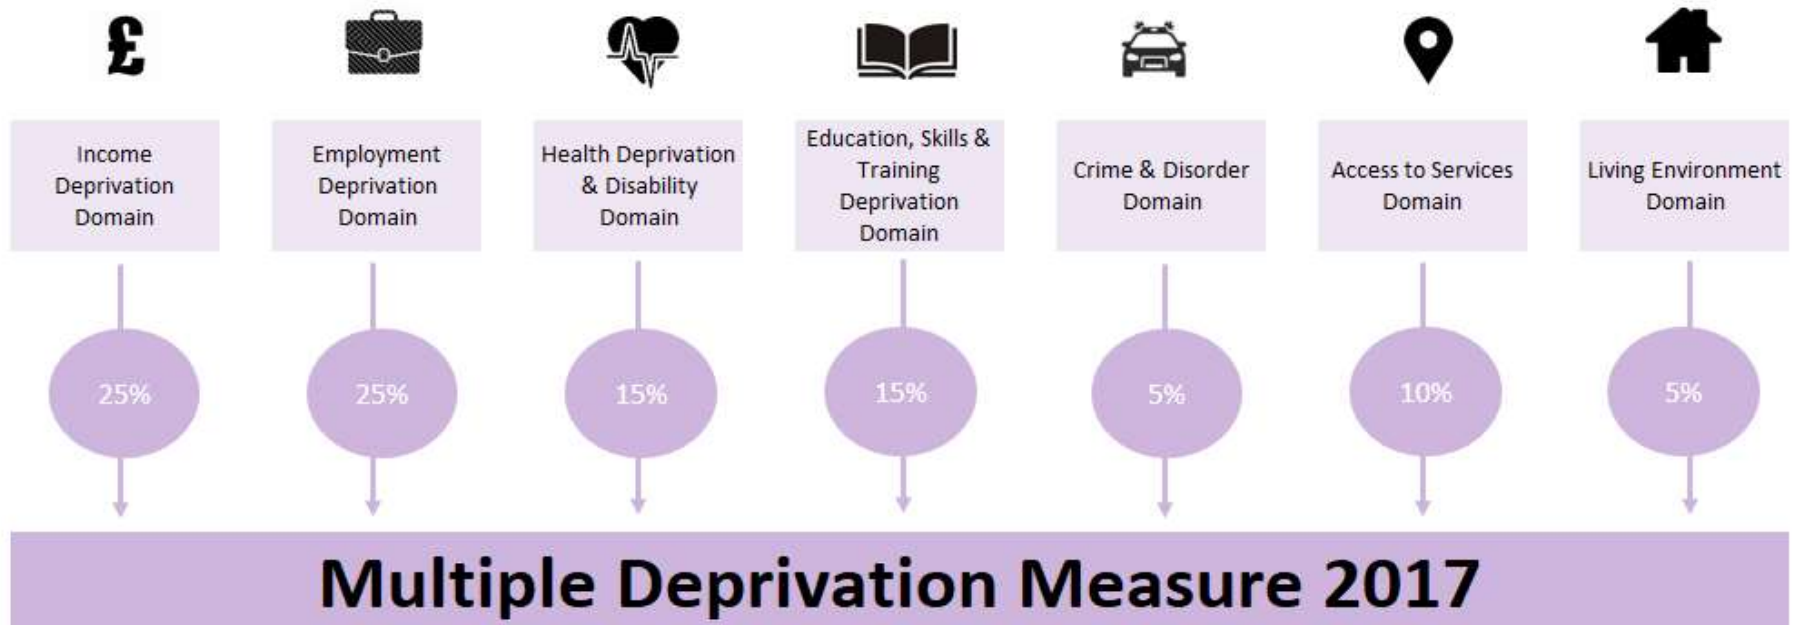 £
Income
Deprivation
Domain
Employment
Deprivation
Domain
Health Deprivation
& Disability
Domain
Education, Skills &
Training
Deprivation
Domain
Crime & Disorder
Domain
Access to Services
Domain
Living Environment
Domain
25%
25%
15%
15%
5%
10%
5%
Multiple Deprivation Measure 2017